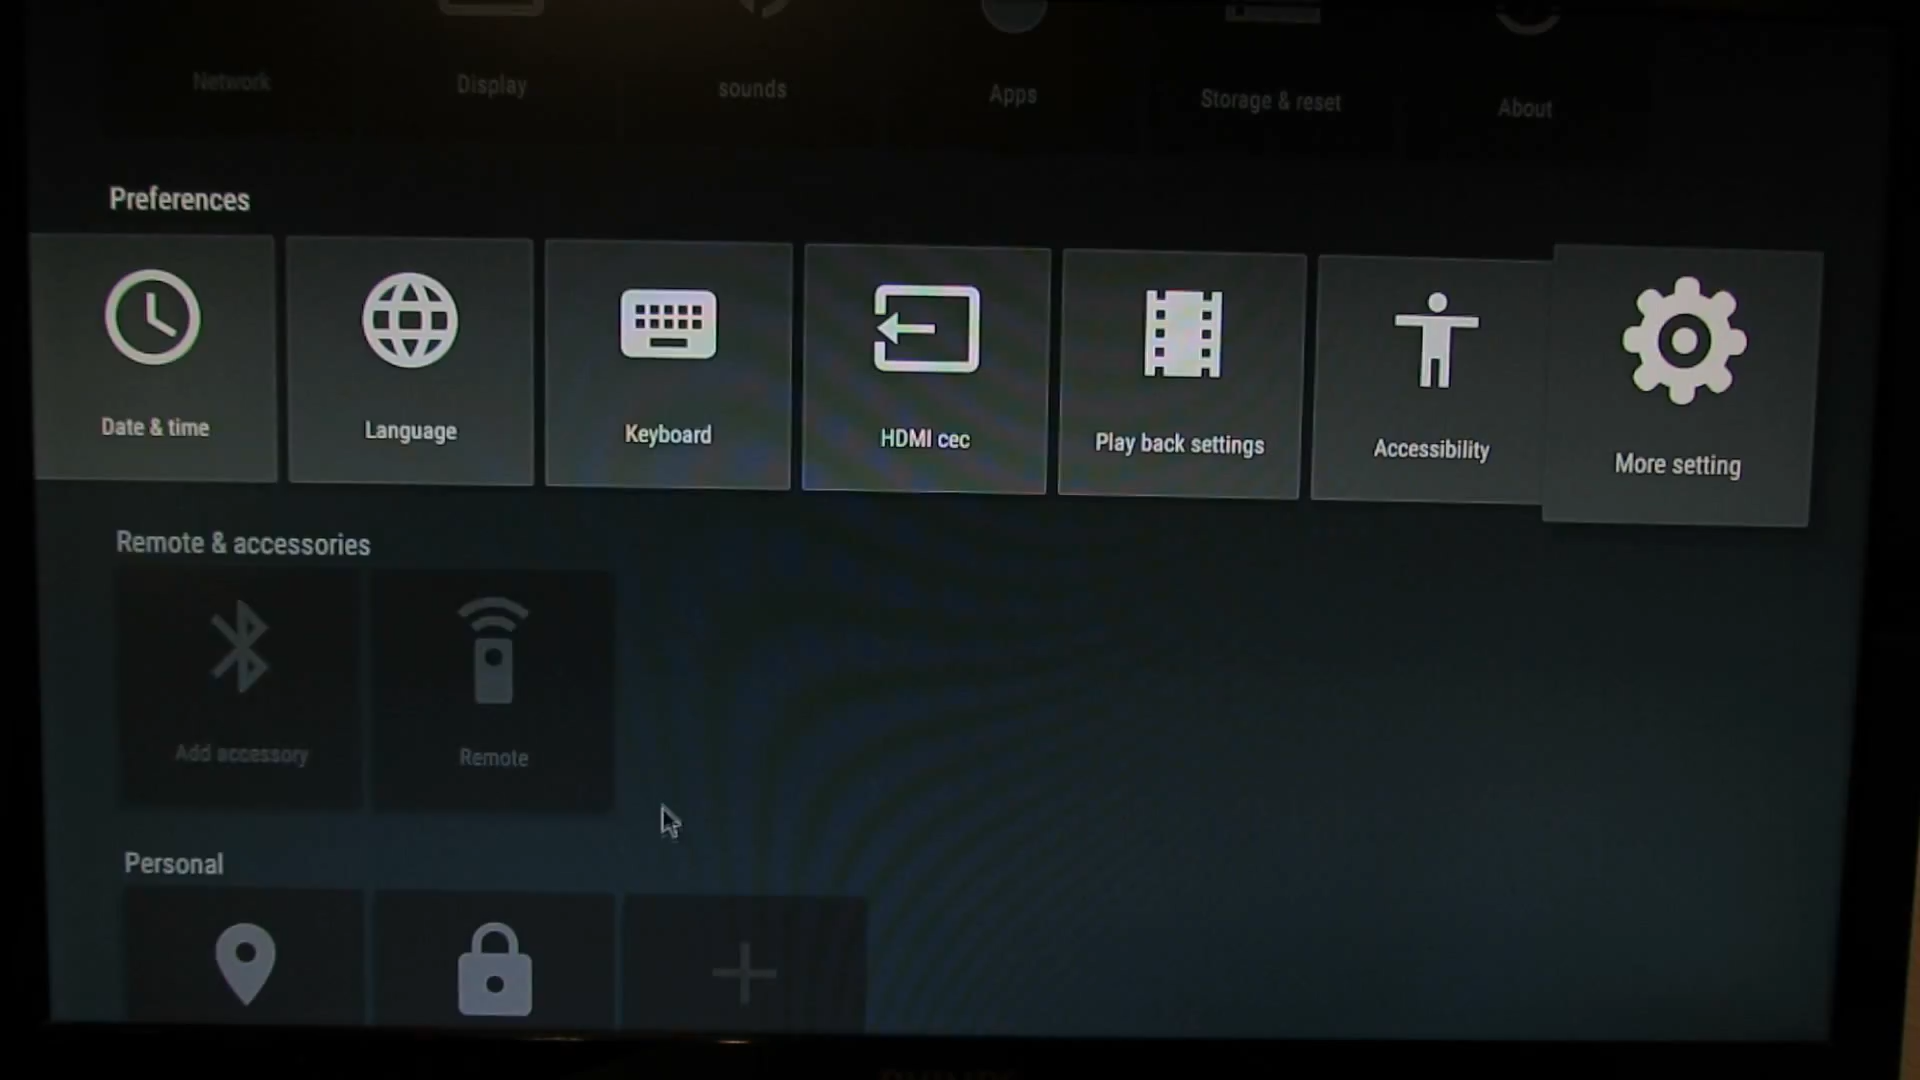 Network
Display
sounds
Apps
Storage & reset
About
Preferences
Date & time
Language
Keyboard
HDMI cec
Play back settings
Accessibility
More setting
Remote & accessories
Add accessory
Remote
Personal